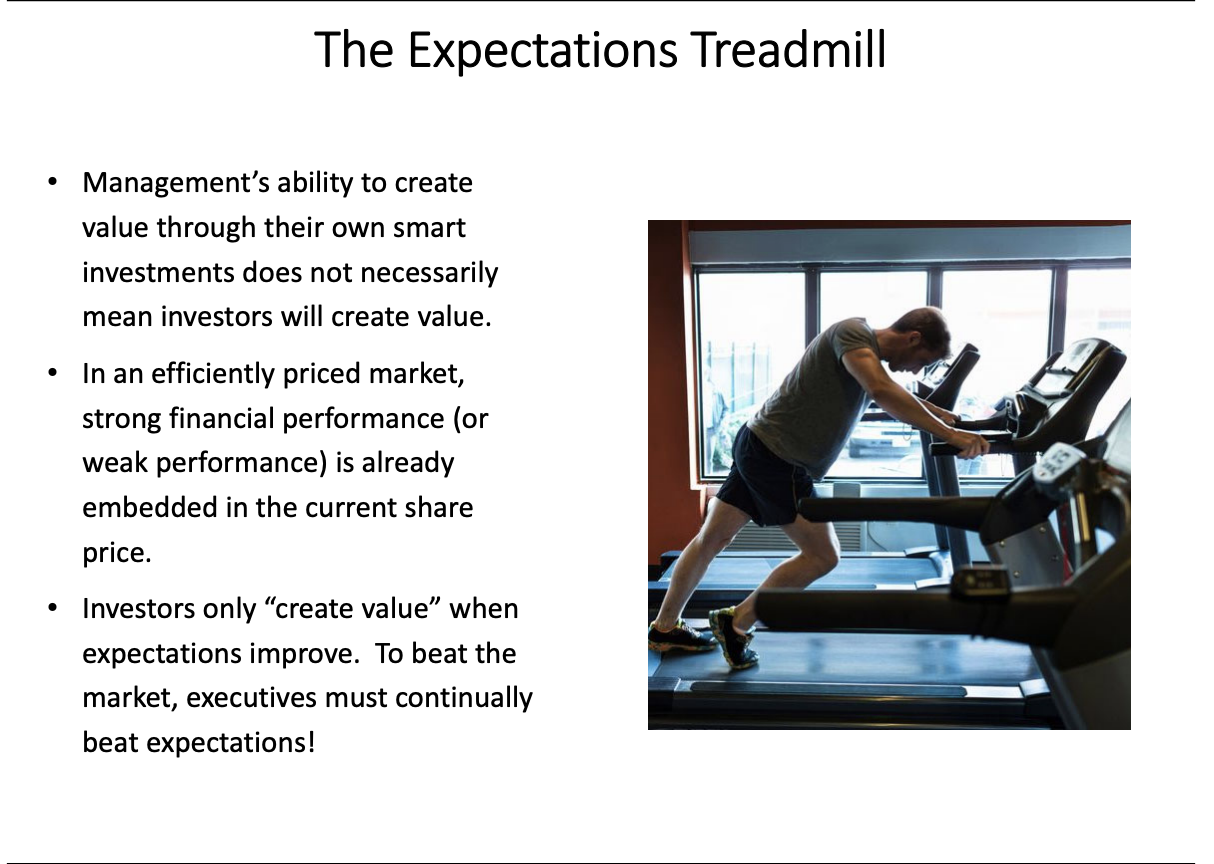 The Expectations Treadmill
• Management’s ability to create
value through their own smart
investments does not necessarily
mean investors will create value.
• In an efficiently priced market,
strong financial performance (or
weak performance) is already
embedded in the current share
price.
• Investors only “create value” when
expectations improve.  To beat the
market, executives must continually
beat expectations!